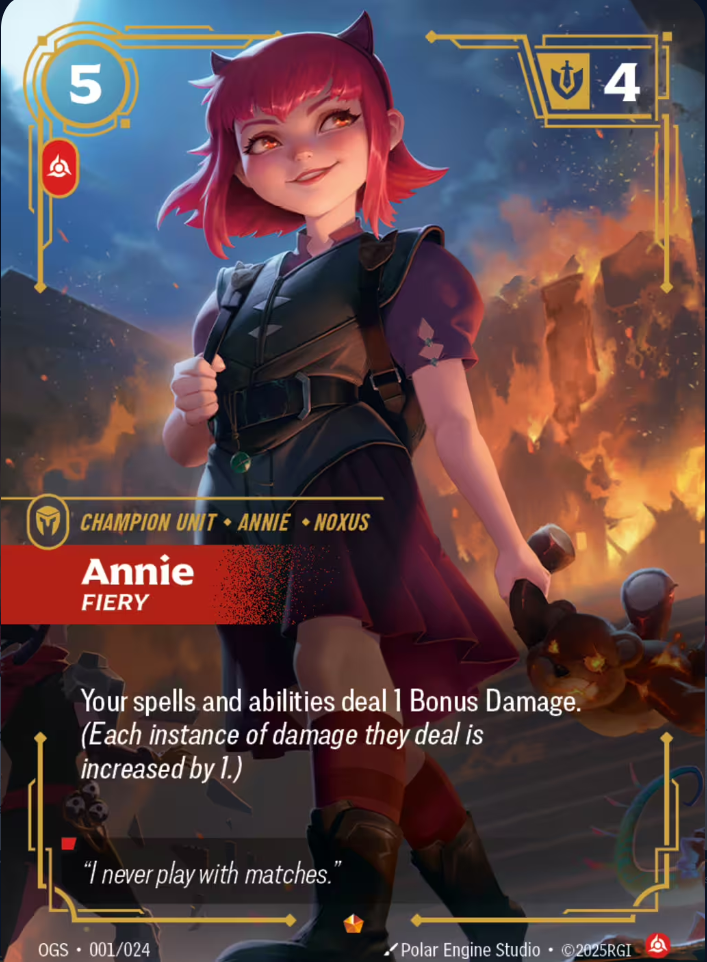 5
4
CHAMPION UNIT • ANNIE • NOXUS
Annie
FIERY
Your spells and abilities deal 1 Bonus Damage.
(Each instance of damage they deal is
increased by 1.)
“I never play with matches.”
OGS • 001/024
Polar Engine Studio • ©2025RGI